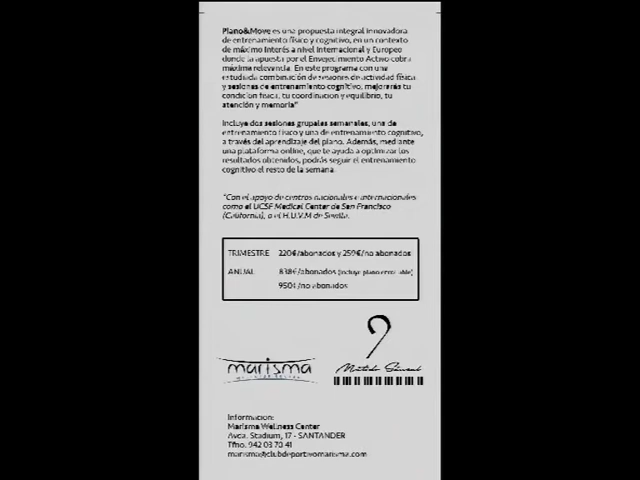 Piano&Move es una propuesta integral innovadora
de entrenamiento físico y cognitivo, en un contexto
de máximo interés a nivel internacional y Europeo
donde la apuesta por el Envejecimiento Activo cobra
máxima relevancia. En este programa con una
estudiada combinación de sesiones de actividad física
y sesiones de entrenamiento cognitivo, mejorarás tu
condición física, tu coordinación y equilibrio, tu
atención y memoria*
Incluye dos sesiones grupales semanales, una de
entrenamiento físico y una de entrenamiento cognitivo,
a través del aprendizaje del piano. Además, mediante
una plataforma online, que te ayuda a optimizar los
resultados obtenidos, podrás seguir el entrenamiento
cognitivo el resto de la semana.
*Con el apoyo de centros nacionales e internacionales
como el UCSF Medical Center de San Francisco
(California), o el H.U.V.M de Sevilla.
TRIMESTRE 220€/abonados y 259€/no abonados
ANUAL 838€/abonados (incluye piano enrollable)
950€/no abonados
marisma
Información:
Marisma Wellness Center
Avda. Stadium, 17 - SANTANDER
Tfno. 942 03 70 41
marisma@clubdeportivomarisma.com